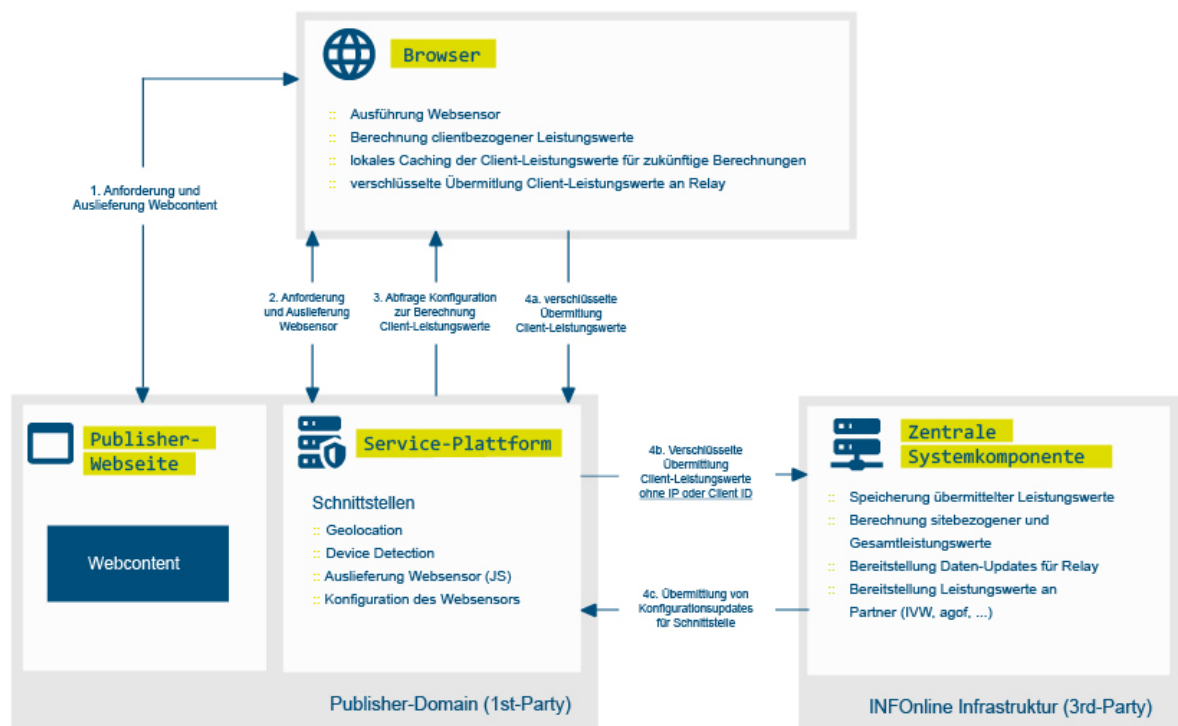 Browser
:: Ausführung Websensor
:: Berechnung clientbezogener Leistungswerte
:: lokales Caching der Client-Leistungswerte für zukünftige Berechnungen
:: verschlüsselte Übermitlung Client-Leistungswerte an Relay
1. Anforderung und
Auslieferung Webcontent
2. Anforderung
und Auslieferung
Websensor
3. Abfrage Konfiguration
zur Berechnung
Client-Leistungswerte
4a. verschlüsselte
Übermittlung
Client-Leistungswerte
Publisher-
Webseite
Webcontent
Service-Plattform
Schnittstellen
:: Geolocation
:: Device Detection
:: Auslieferung Websensor (JS)
:: Konfiguration des Websensors
Publisher-Domain (1st-Party)
4b. Verschlüsselte
Übermittlung
Client-Leistungswerte
ohne IP oder Client ID
4c. Übermittlung von
Konfigurationsupdates
für Schnittstelle
Zentrale
Systemkomponente
:: Speicherung übermittelter Leistungswerte
:: Berechnung sitebezogener und
Gesamtleistungswerte
:: Bereitstellung Daten-Updates für Relay
:: Bereitstellung Leistungswerte an
Partner (IVW, agof, ...)
INFOnline Infrastruktur (3rd-Party)